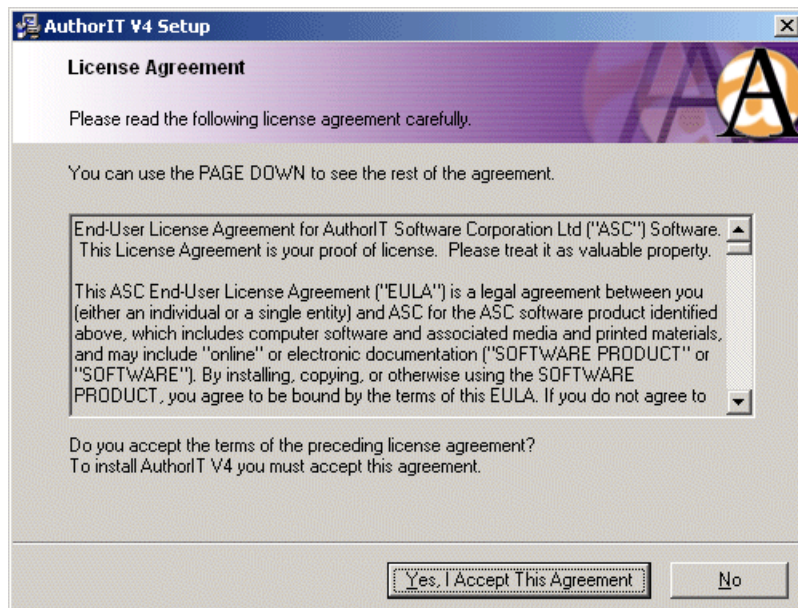 AuthorIT V4 Setup
License Agreement
Please read the following license agreement carefully.
You can use the PAGE DOWN to see the rest of the agreement.
End-User License Agreement for AuthorIT Software Corporation Ltd ("ASC") Software.
This License Agreement is your proof of license.  Please treat it as valuable property.
This ASC End-User License Agreement ("EULA") is a legal agreement between you
(either an individual or a single entity) and ASC for the ASC software product identified
above, which includes computer software and associated media and printed materials,
and may include "online" or electronic documentation ("SOFTWARE PRODUCT" or
"SOFTWARE"). By installing, copying, or otherwise using the SOFTWARE
PRODUCT, you agree to be bound by the terms of this EULA. If you do not agree to
Do you accept the terms of the preceding license agreement?
To install AuthorIT V4 you must accept this agreement.
Yes, I Accept This Agreement
No